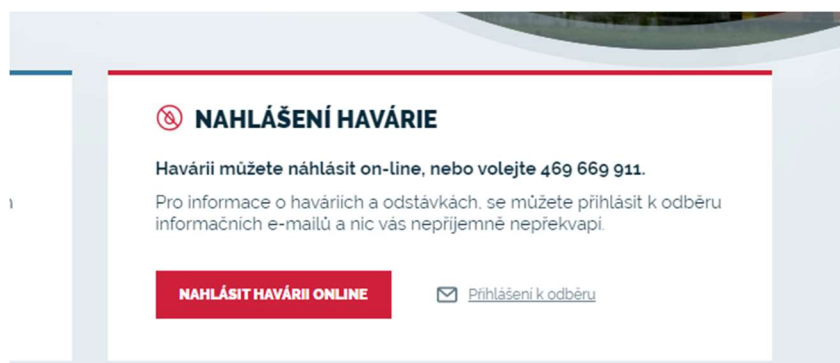 NAHLÁŠENÍ HAVÁRIE
Havárii můžete náhlásit on-line, nebo volejte 469 669 911.
Pro informace o haváriích a odstávkách, se můžete přihlásit k odběru
informačních e-mailů a nic vás nepříjemně nepřekvapí.
NAHLÁSIT HAVÁRII ONLINE
Přihlášení k odběru